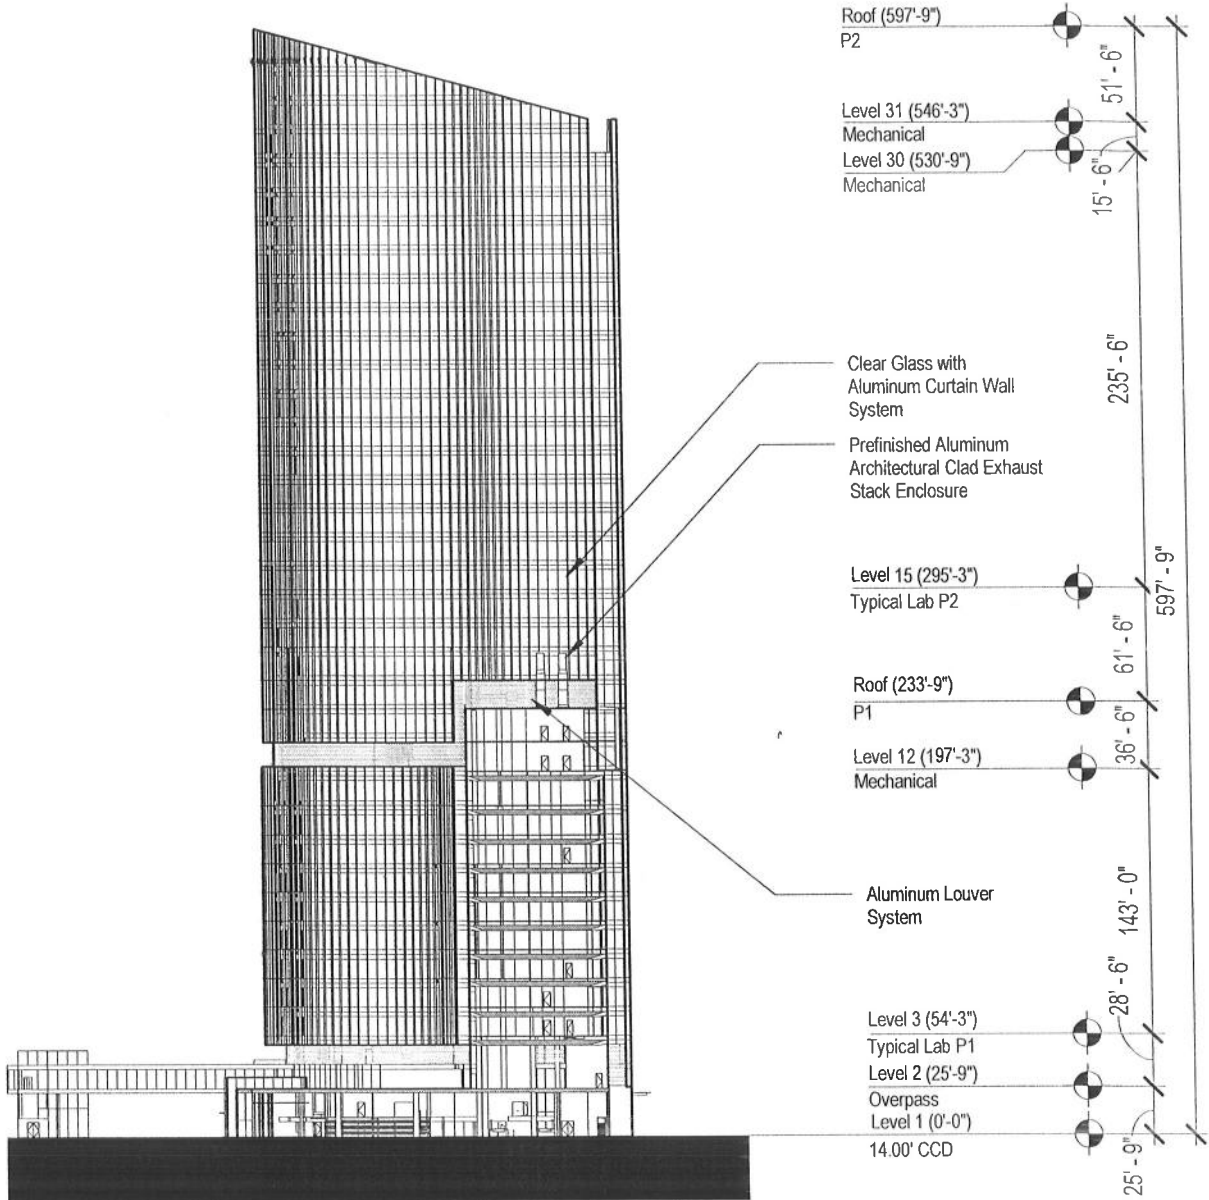 Roof (597'-9")
P2
51' - 6"
Level 31 (546'-3")
Mechanical
Level 30 (530'-9")
Mechanical
15' - 6"
235' - 6"
Clear Glass with
Aluminum Curtain Wall
System
Prefinished Aluminum
Architectural Clad Exhaust
Stack Enclosure
Level 15 (295'-3")
Typical Lab P2
597' - 9"
61' - 6"
Roof (233'-9")
P1
36' - 6"
Level 12 (197'-3")
Mechanical
Aluminum Louver
System
143' - 0"
28' - 6"
Level 3 (54'-3")
Typical Lab P1
Level 2 (25'-9")
Overpass
Level 1 (0'-0")
14.00' CCD
25' - 9"